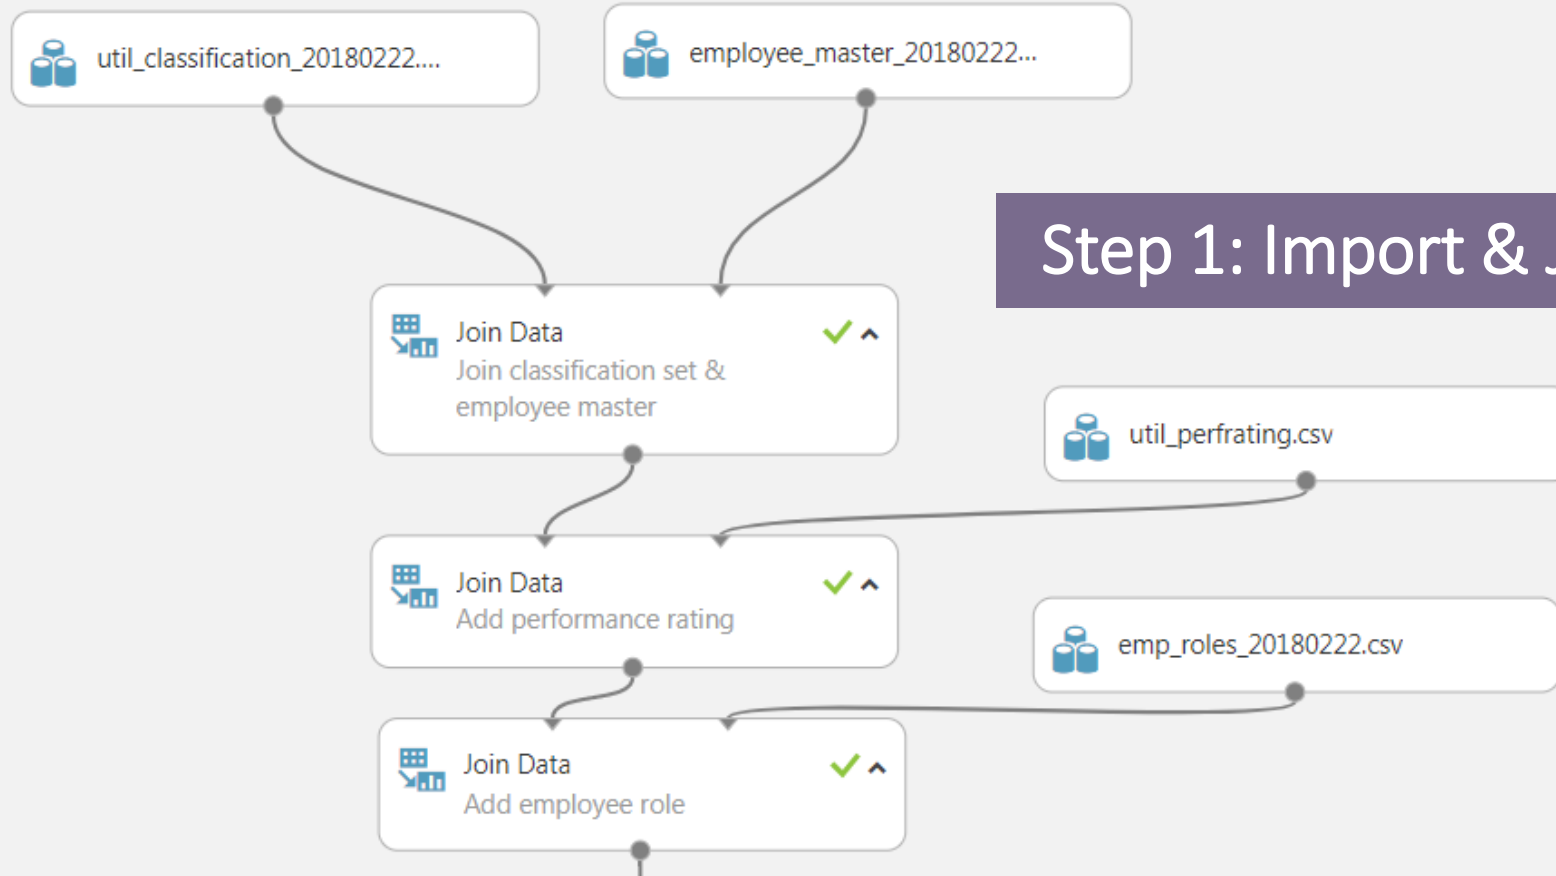 util_classification_20180222....
employee_master_20180222...
Step 1: Import &
Join Data
Join classification set &
employee master
util_perfrating.csv
Join Data
Add performance rating
emp_roles_20180222.csv
Join Data
Add employee role